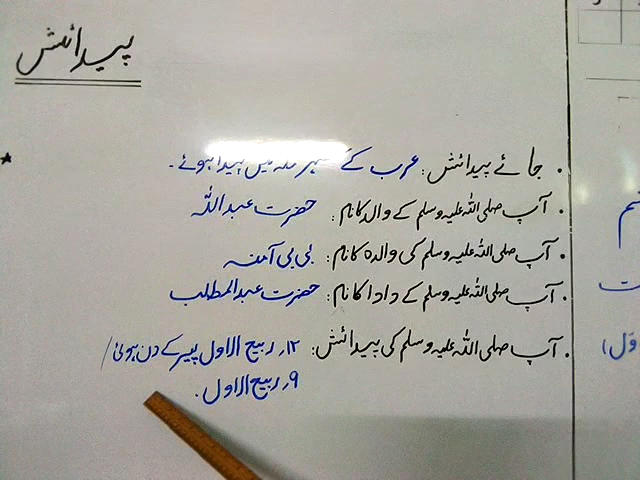 پیدائش
جائے پیدائش: عرب کے شہر مکہ میں پیدا ہوئے۔
آپ صلی اللہ علیہ وسلم کے والد کا نام: حضرت عبداللہ
آپ صلی اللہ علیہ وسلم کی والدہ کا نام: بی بی آمنہ
آپ صلی اللہ علیہ وسلم کے دادا کا نام: حضرت عبدالمطلب
آپ صلی اللہ علیہ وسلم کی پیدائش: ۱۲؍ ربیع الاول پیر کے دن ہوئی /
۹؍ ربیع الاول۔